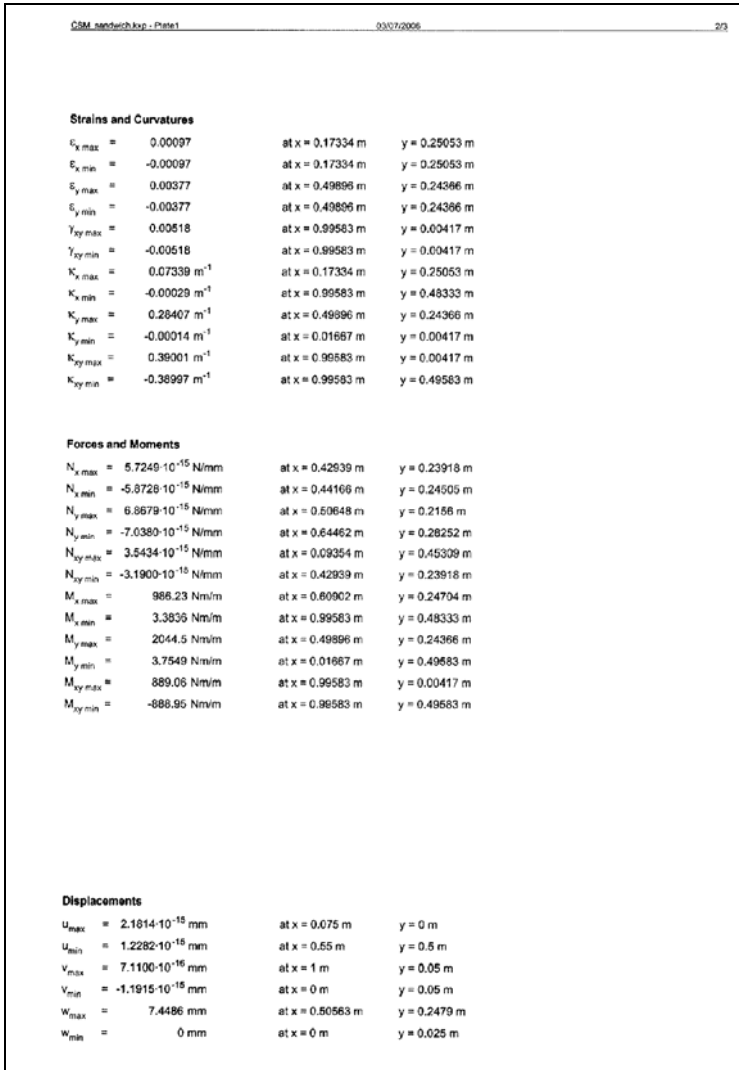 CSM_sandwich.kxp - Plate1 03/07/2006 2/3
Strains and Curvatures
εx max = 0.00097 at x = 0.17334 m y = 0.25053 m
εx min = -0.00097 at x = 0.17334 m y = 0.25053 m
εy max = 0.00377 at x = 0.49896 m y = 0.24366 m
εy min = -0.00377 at x = 0.49896 m y = 0.24366 m
γxy max = 0.00518 at x = 0.99583 m y = 0.00417 m
γxy min = -0.00518 at x = 0.99583 m y = 0.00417 m
κx max = 0.07339 m⁻¹ at x = 0.17334 m y = 0.25053 m
κx min = -0.00029 m⁻¹ at x = 0.99583 m y = 0.48333 m
κy max = 0.28407 m⁻¹ at x = 0.49896 m y = 0.24366 m
κy min = -0.00014 m⁻¹ at x = 0.01667 m y = 0.00417 m
κxy max = 0.39001 m⁻¹ at x = 0.99583 m y = 0.00417 m
κxy min = -0.38997 m⁻¹ at x = 0.99583 m y = 0.49583 m
Forces and Moments
Nx max = 5.7249·10⁻¹⁵ N/mm at x = 0.42939 m y = 0.23918 m
Nx min = -5.8728·10⁻¹⁵ N/mm at x = 0.44166 m y = 0.24505 m
Ny max = 6.8679·10⁻¹⁵ N/mm at x = 0.50648 m y = 0.2156 m
Ny min = -7.0380·10⁻¹⁵ N/mm at x = 0.64462 m y = 0.28252 m
Nxy max = 3.5434·10⁻¹⁵ N/mm at x = 0.09354 m y = 0.45309 m
Nxy min = -3.1900·10⁻¹⁵ N/mm at x = 0.42939 m y = 0.23918 m
Mx max = 986.23 Nm/m at x = 0.60902 m y = 0.24704 m
Mx min = 3.3836 Nm/m at x = 0.99583 m y = 0.48333 m
My max = 2044.5 Nm/m at x = 0.49896 m y = 0.24366 m
My min = 3.7549 Nm/m at x = 0.01667 m y = 0.49583 m
Mxy max = 889.06 Nm/m at x = 0.99583 m y = 0.00417 m
Mxy min = -888.95 Nm/m at x = 0.99583 m y = 0.49583 m
Displacements
umax = 2.1814·10⁻¹⁵ mm at x = 0.075 m y = 0 m
umin = 1.2282·10⁻¹⁵ mm at x = 0.55 m y = 0.5 m
vmax = 7.1100·10⁻¹⁶ mm at x = 1 m y = 0.05 m
vmin = -1.1915·10⁻¹⁵ mm at x = 0 m y = 0.05 m
wmax = 7.4486 mm at x = 0.50563 m y = 0.2479 m
wmin = 0 mm at x = 0 m y = 0.025 m